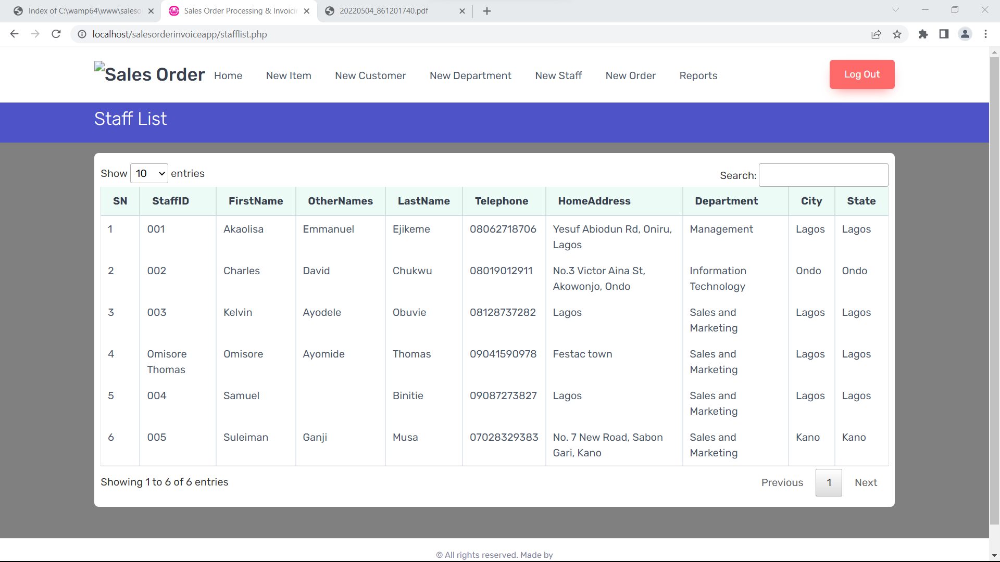 Index of C:\wamp64\www\saleso
Sales Order Processing & Invoicin
20220504_861201740.pdf
localhost/salesorderinvoiceapp/stafflist.php
Sales Order Home New Item New Customer New Department New Staff New Order Reports Log Out
Staff List
Show 10 entries Search:
SN StaffID FirstName OtherNames LastName Telephone HomeAddress Department City State
1 001 Akaolisa Emmanuel Ejikeme 08062718706 Yesuf Abiodun Rd, Oniru, Management Lagos Lagos
Lagos
2 002 Charles David Chukwu 08019012911 No.3 Victor Aina St, Information Ondo Ondo
Akowonjo, Ondo Technology
3 003 Kelvin Ayodele Obuvie 08128737282 Lagos Sales and Lagos Lagos
Marketing
4 Omisore Omisore Ayomide Thomas 09041590978 Festac town Sales and Lagos Lagos
Thomas Marketing
5 004 Samuel Binitie 09087273827 Lagos Sales and Lagos Lagos
Marketing
6 005 Suleiman Ganji Musa 07028329383 No. 7 New Road, Sabon Sales and Kano Kano
Gari, Kano Marketing
Showing 1 to 6 of 6 entries Previous 1 Next
© All rights reserved. Made by